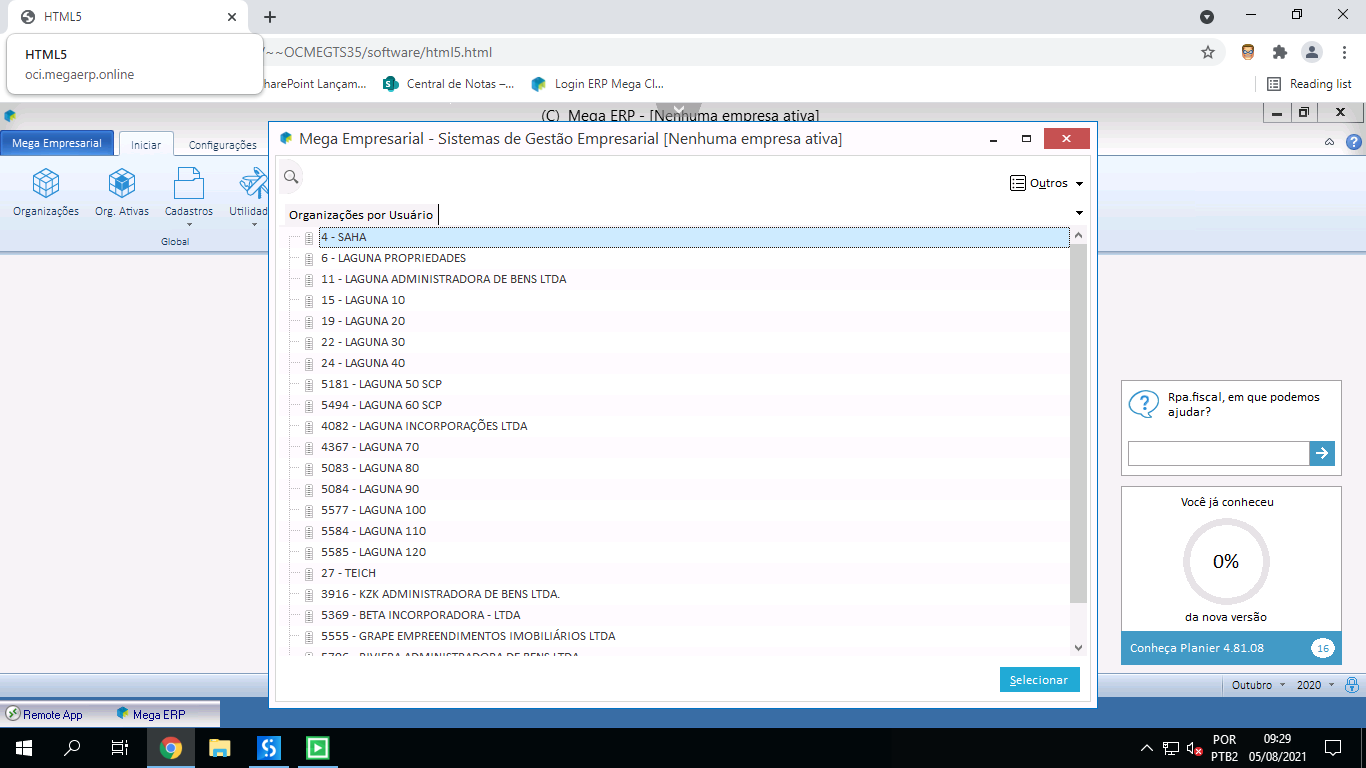 HTML5
HTML5
oci.megaerp.online
/~~OCMEGTS35/software/html5.html
harePoint Lançam...
Central de Notas –...
Login ERP Mega Cl...
Reading list
(C) Mega ERP - [Nenhuma empresa ativa]
Mega Empresarial
Iniciar
Configurações
Organizações
Org. Ativas
Cadastros
Utilidad
Global
Mega Empresarial - Sistemas de Gestão Empresarial [Nenhuma empresa ativa]
Outros
Organizações por Usuário
4 - SAHA
6 - LAGUNA PROPRIEDADES
11 - LAGUNA ADMINISTRADORA DE BENS LTDA
15 - LAGUNA 10
19 - LAGUNA 20
22 - LAGUNA 30
24 - LAGUNA 40
5181 - LAGUNA 50 SCP
5494 - LAGUNA 60 SCP
4082 - LAGUNA INCORPORAÇÕES LTDA
4367 - LAGUNA 70
5083 - LAGUNA 80
5084 - LAGUNA 90
5577 - LAGUNA 100
5584 - LAGUNA 110
5585 - LAGUNA 120
27 - TEICH
3916 - KZK ADMINISTRADORA DE BENS LTDA.
5369 - BETA INCORPORADORA - LTDA
5555 - GRAPE EMPREENDIMENTOS IMOBILIÁRIOS LTDA
RIVIERA ADMINISTRADORA DE BENS LTDA
Selecionar
Rpa.fiscal, em que podemos
ajudar?
Você já conheceu
0%
da nova versão
Conheça Planier 4.81.08
16
Outubro
2020
Remote App
Mega ERP
POR
PTB2
09:29
05/08/2021